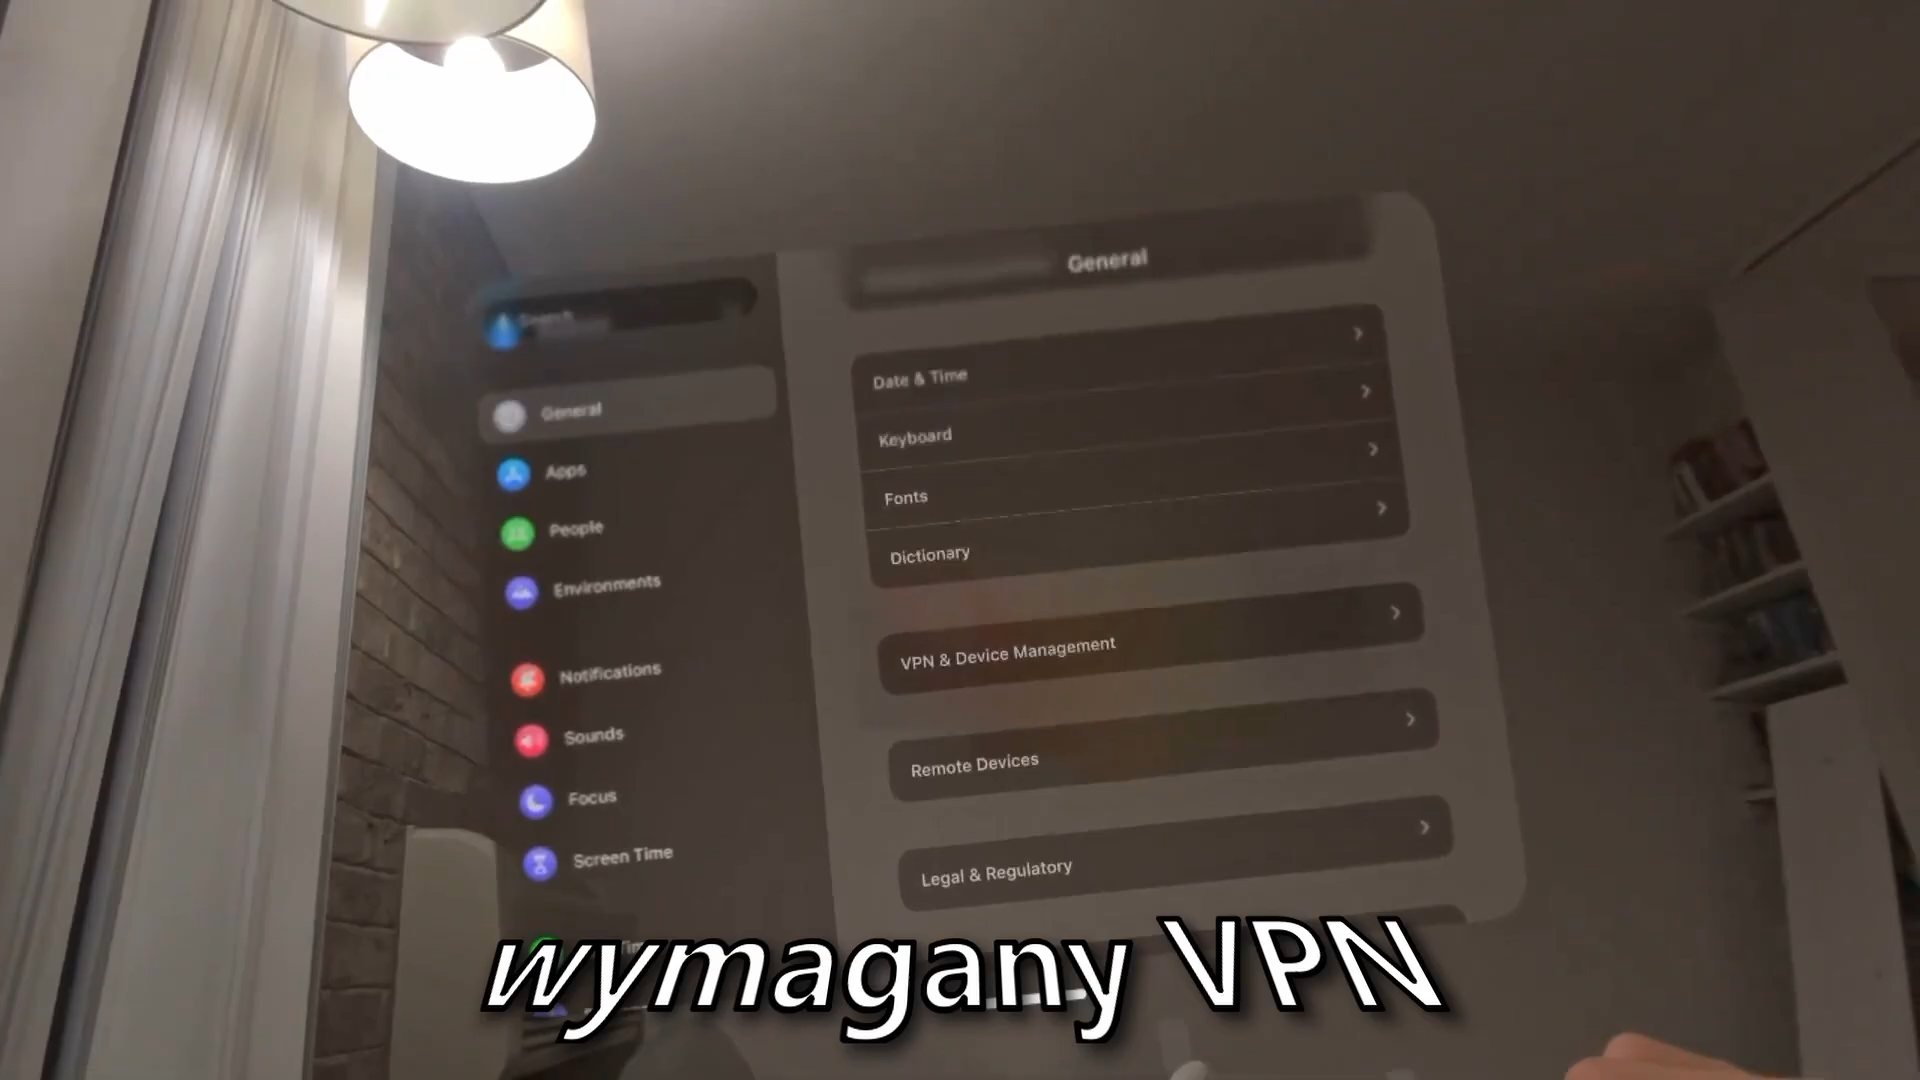 General
Search
General
Apps
People
Environments
Notifications
Sounds
Focus
Screen Time
Date & Time
Keyboard
Fonts
Dictionary
VPN & Device Management
Remote Devices
Legal & Regulatory
wymagany VPN